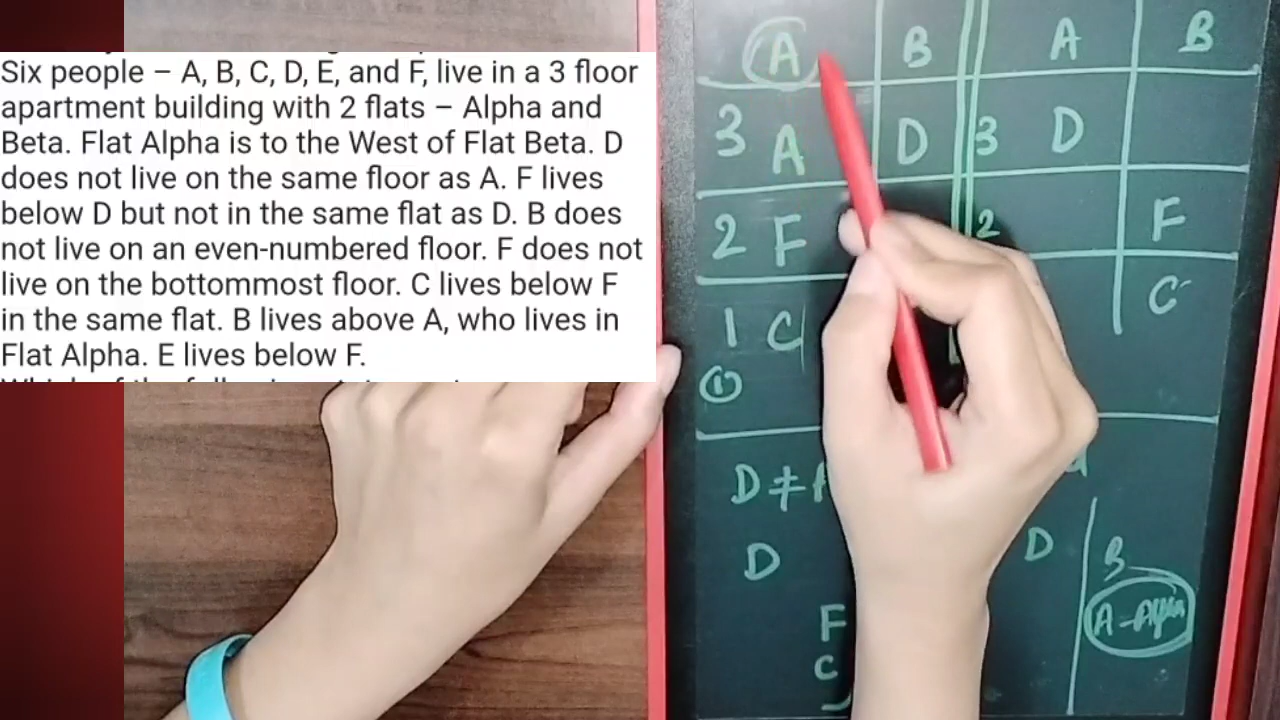 Six people – A, B, C, D, E, and F, live in a 3 floor
apartment building with 2 flats – Alpha and
Beta. Flat Alpha is to the West of Flat Beta. D
does not live on the same floor as A. F lives
below D but not in the same flat as D. B does
not live on an even-numbered floor. F does not
live on the bottommost floor. C lives below F
in the same flat. B lives above A, who lives in
Flat Alpha. E lives below F.
A B A B
3 A D 3 D
2 F 2 F
1 C C
①
D ≠
D D B
A - Alpha
F
C